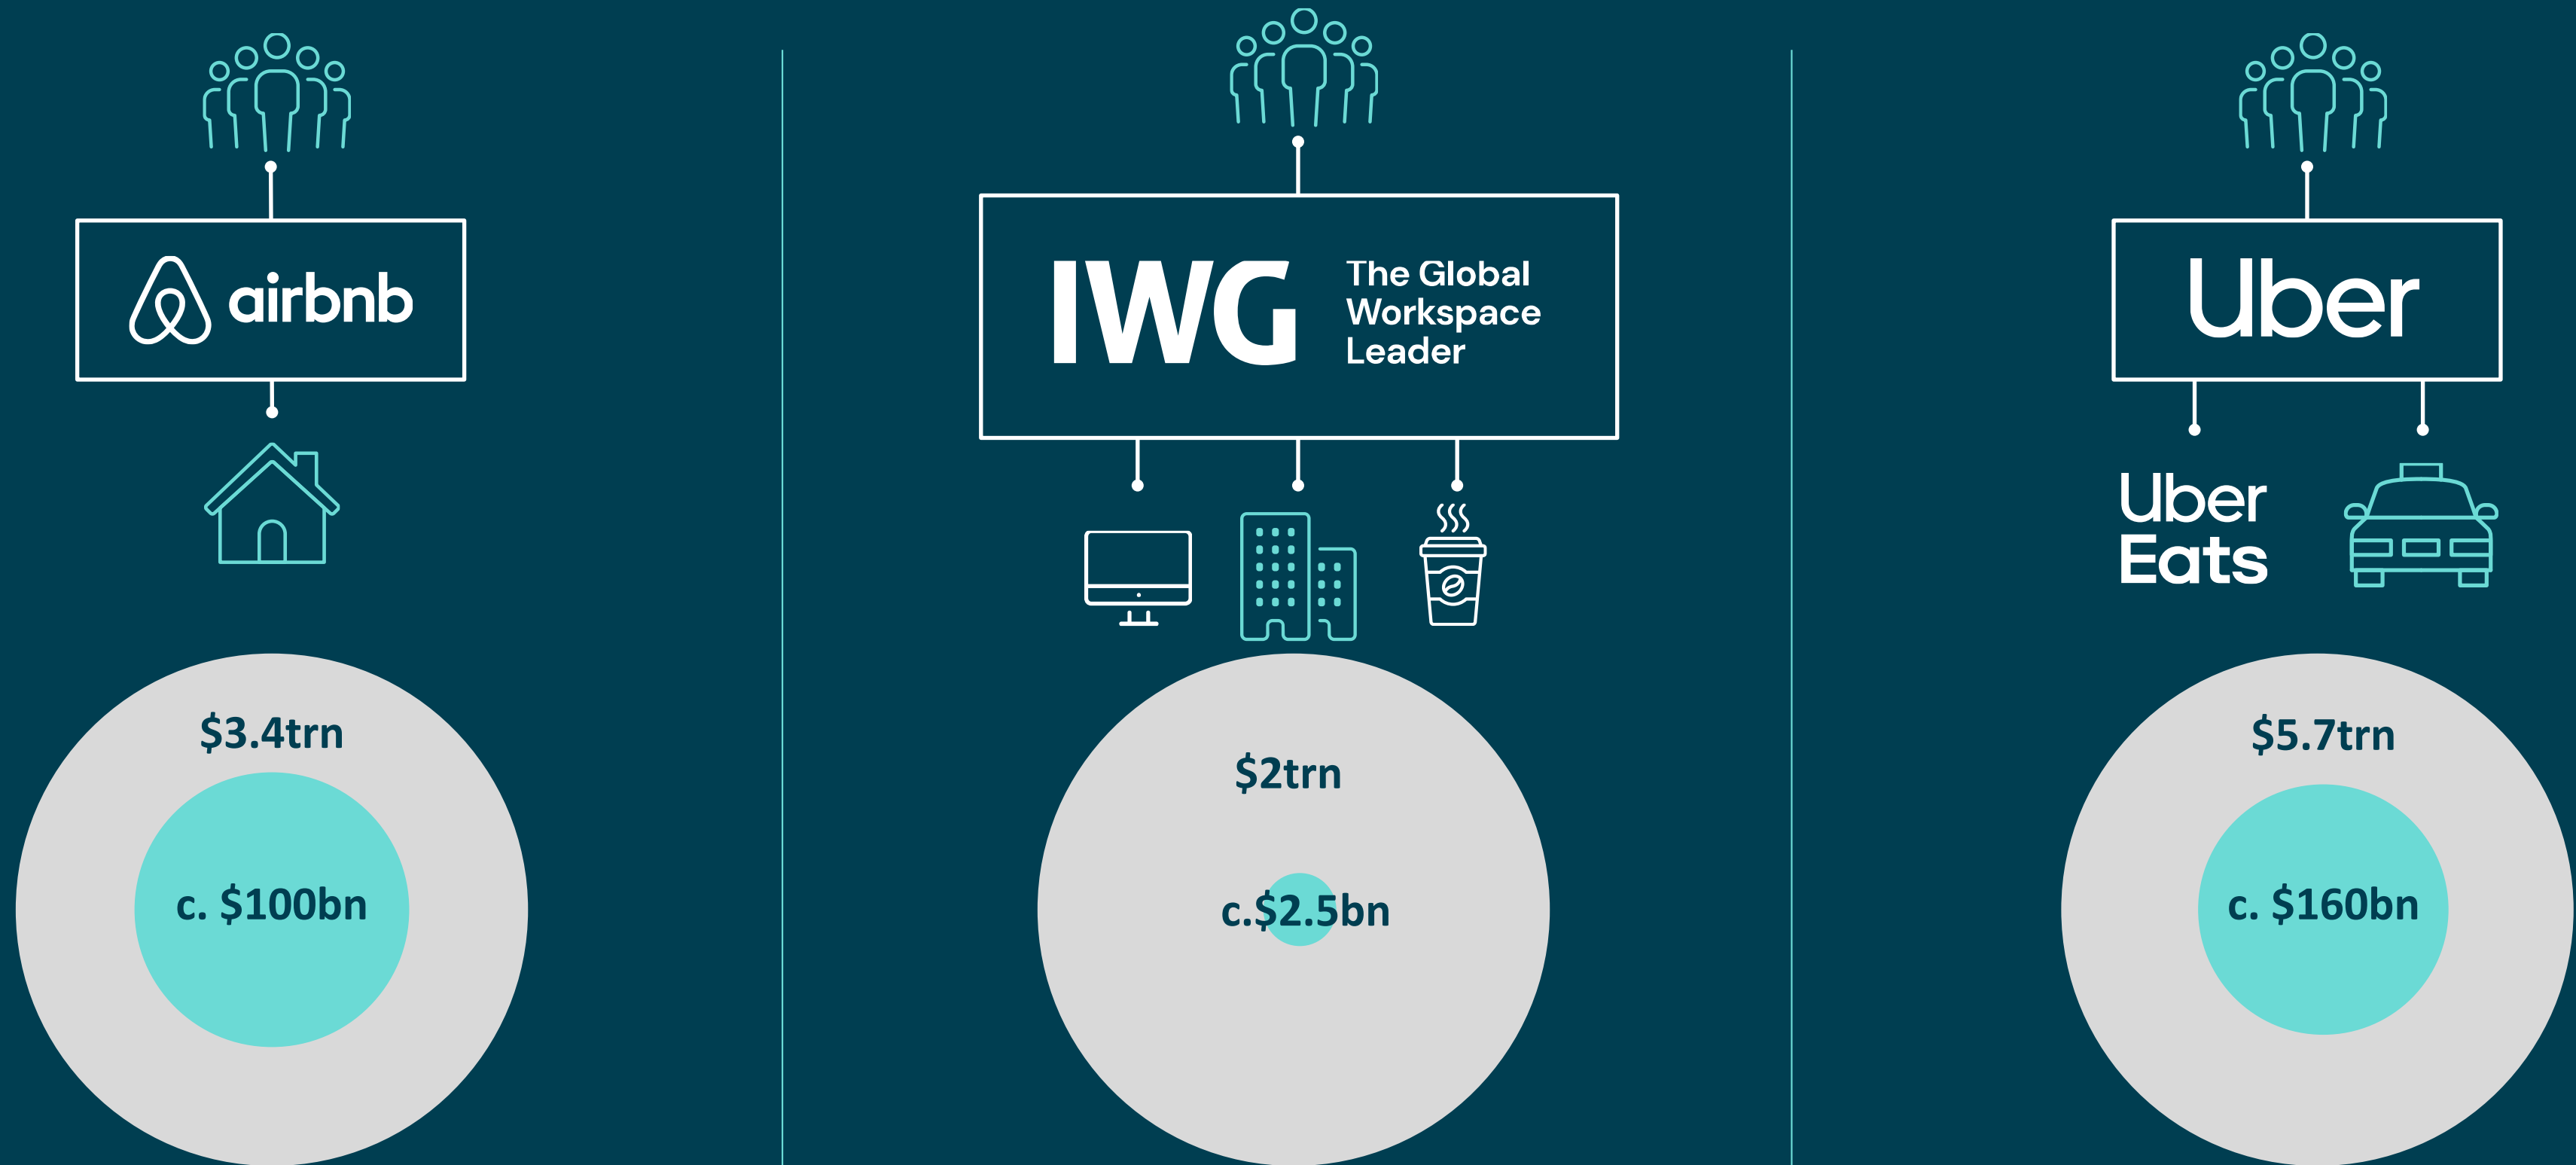 airbnb
$3.4trn
c. $100bn
IWG
The Global
Workspace
Leader
$2trn
c.$2.5bn
Uber
Uber
Eats
$5.7trn
c. $160bn